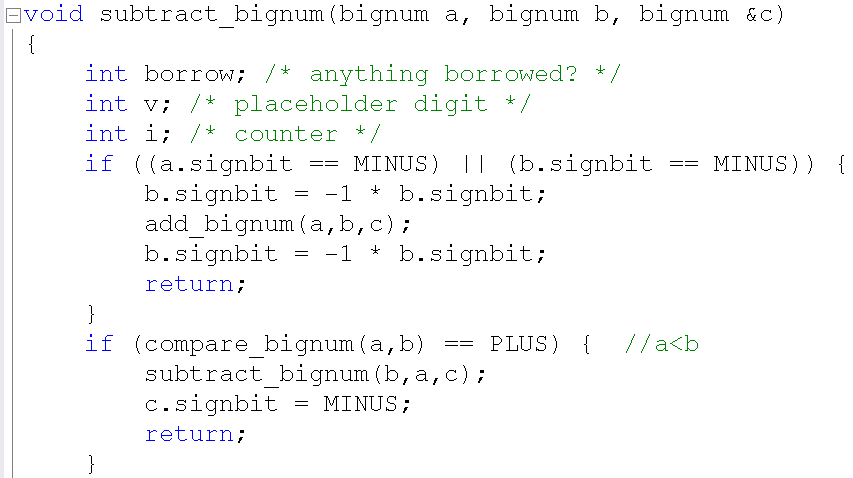 void subtract_bignum(bignum a, bignum b, bignum &c)
{
    int borrow; /* anything borrowed? */
    int v; /* placeholder digit */
    int i; /* counter */
    if ((a.signbit == MINUS) || (b.signbit == MINUS)) {
        b.signbit = -1 * b.signbit;
        add_bignum(a,b,c);
        b.signbit = -1 * b.signbit;
        return;
    }
    if (compare_bignum(a,b) == PLUS) {  //a<b
        subtract_bignum(b,a,c);
        c.signbit = MINUS;
        return;
    }